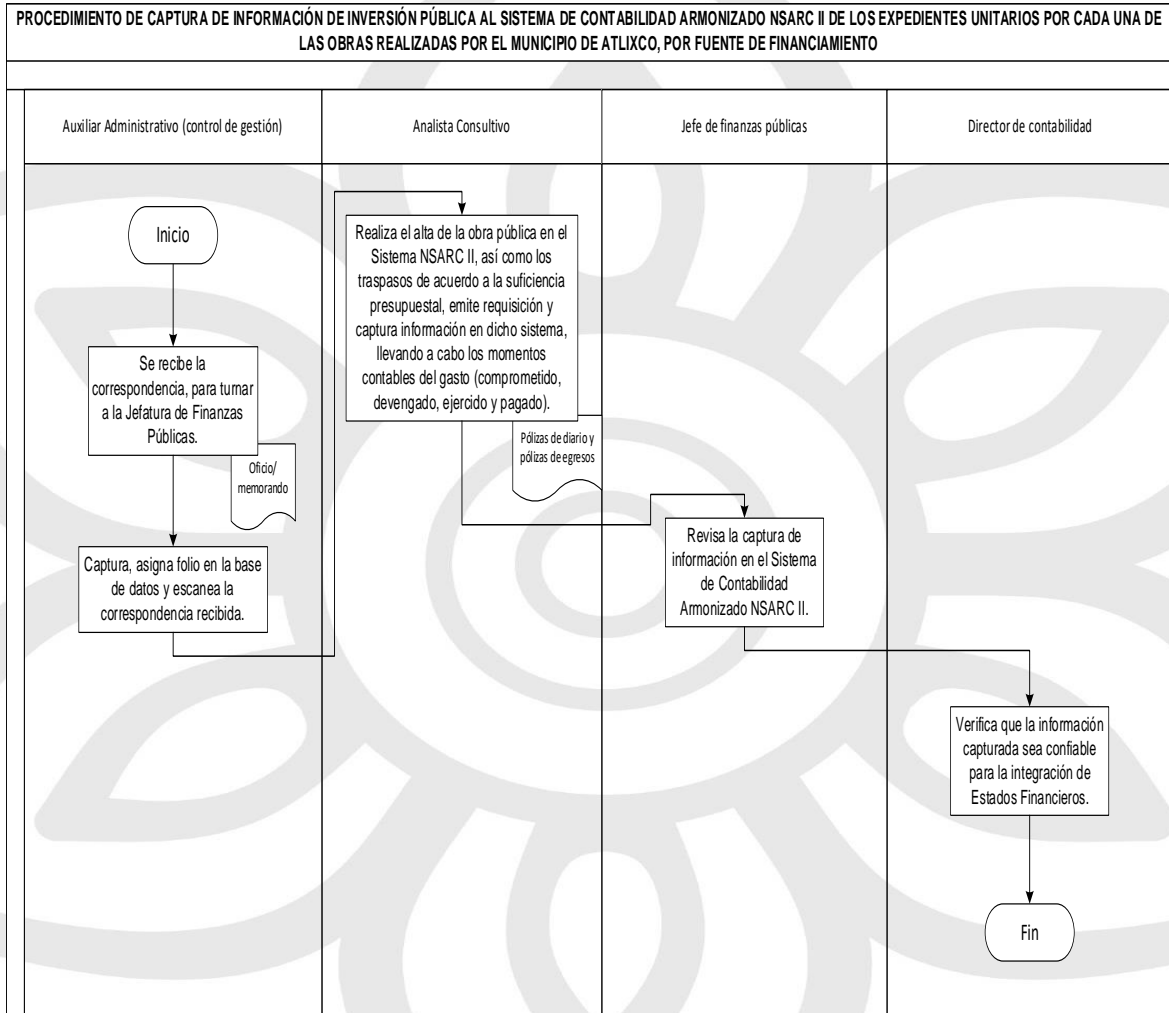 PROCEDIMIENTO DE CAPTURA DE INFORMACIÓN DE INVERSIÓN PÚBLICA AL SISTEMA DE CONTABILIDAD ARMONIZADO NSARC II DE LOS EXPEDIENTES UNITARIOS POR CADA UNA DE
LAS OBRAS REALIZADAS POR EL MUNICIPIO DE ATLIXCO, POR FUENTE DE FINANCIAMIENTO
Auxiliar Administrativo (control de gestión)
Analista Consultivo
Jefe de finanzas públicas
Director de contabilidad
Inicio
Se recibe la
correspondencia, para turnar
a la Jefatura de Finanzas
Públicas.
Oficio/
memorando
Captura, asigna folio en la base
de datos y escanea la
correspondencia recibida.
Realiza el alta de la obra pública en el
Sistema NSARC II, así como los
traspasos de acuerdo a la suficiencia
presupuestal, emite requisición y
captura información en dicho sistema,
llevando a cabo los momentos
contables del gasto (comprometido,
devengado, ejercido y pagado).
Pólizas de diario y
pólizas de egresos
Revisa la captura de
información en el Sistema
de Contabilidad
Armonizado NSARC II.
Verifica que la información
capturada sea confiable
para la integración de
Estados Financieros.
Fin